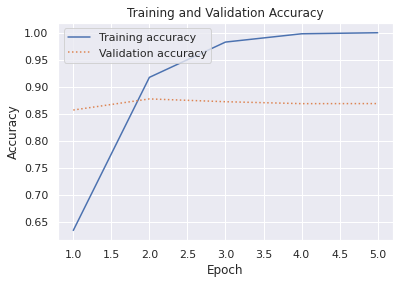 Training and Validation Accuracy
Training accuracy
Validation accuracy
1.00
0.95
0.90
0.85
0.80
0.75
0.70
0.65
Accuracy
1.0 1.5 2.0 2.5 3.0 3.5 4.0 4.5 5.0
Epoch